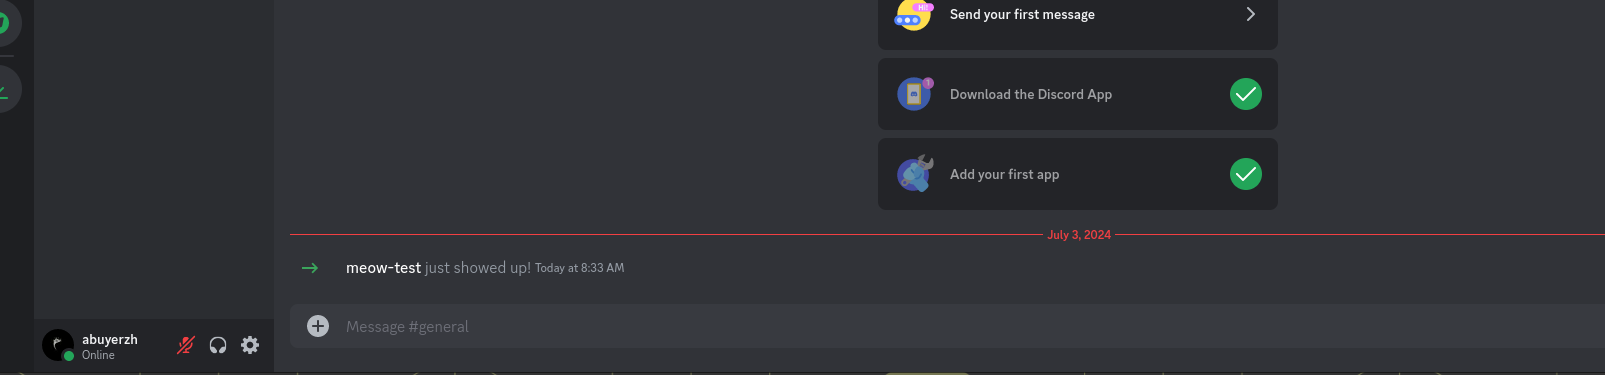 Hi!
Send your first message
1
Download the Discord App
Add your first app
July 3, 2024
meow-test just showed up! Today at 8:33 AM
Message #general
abuyerzh
Online